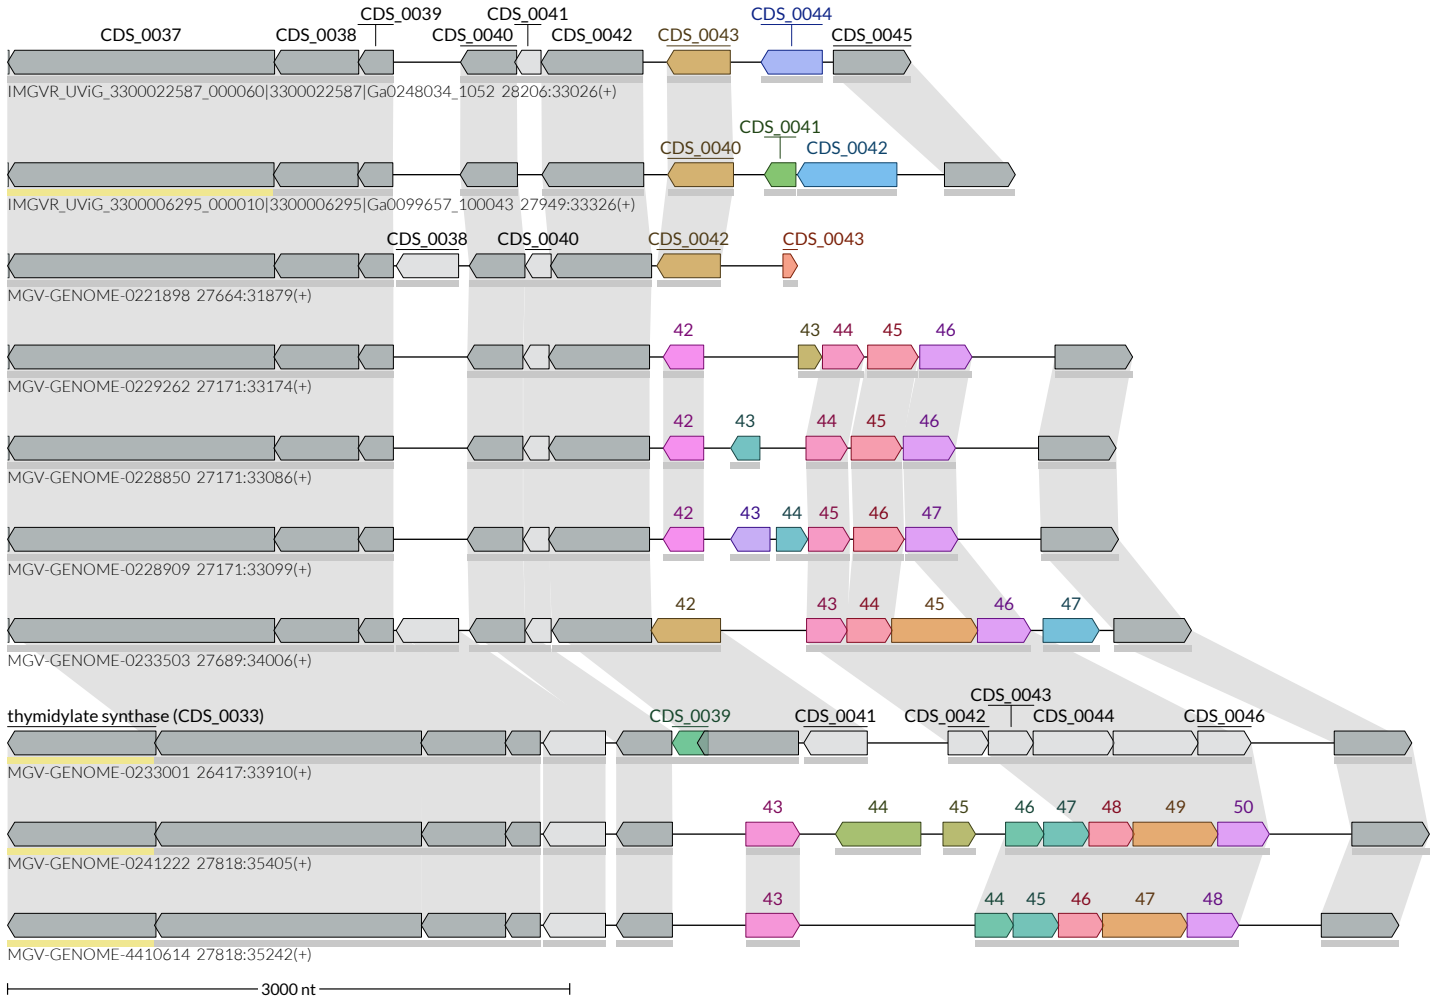 CDS_0039 CDS_0041 CDS_0044
CDS_0037 CDS_0038 CDS_0040 CDS_0042 CDS_0043 CDS_0045
IMGVR_UViG_3300022587_000060|3300022587|Ga0248034_1052 28206:33026(+)
CDS_0041
CDS_0040 CDS_0042
IMGVR_UViG_3300006295_000010|3300006295|Ga0099657_100043 27949:33326(+)
CDS_0038 CDS_0040 CDS_0042 CDS_0043
MGV-GENOME-0221898 27664:31879(+)
42 43 44 45 46
MGV-GENOME-0229262 27171:33174(+)
42 43 44 45 46
MGV-GENOME-0228850 27171:33086(+)
42 43 44 45 46 47
MGV-GENOME-0228909 27171:33099(+)
42 43 44 45 46 47
MGV-GENOME-0233503 27689:34006(+)
CDS_0043
thymidylate synthase (CDS_0033) CDS_0039 CDS_0041 CDS_0042 CDS_0044 CDS_0046
MGV-GENOME-0233001 26417:33910(+)
43 44 45 46 47 48 49 50
MGV-GENOME-0241222 27818:35405(+)
43 44 45 46 47 48
MGV-GENOME-4410614 27818:35242(+)
3000 nt